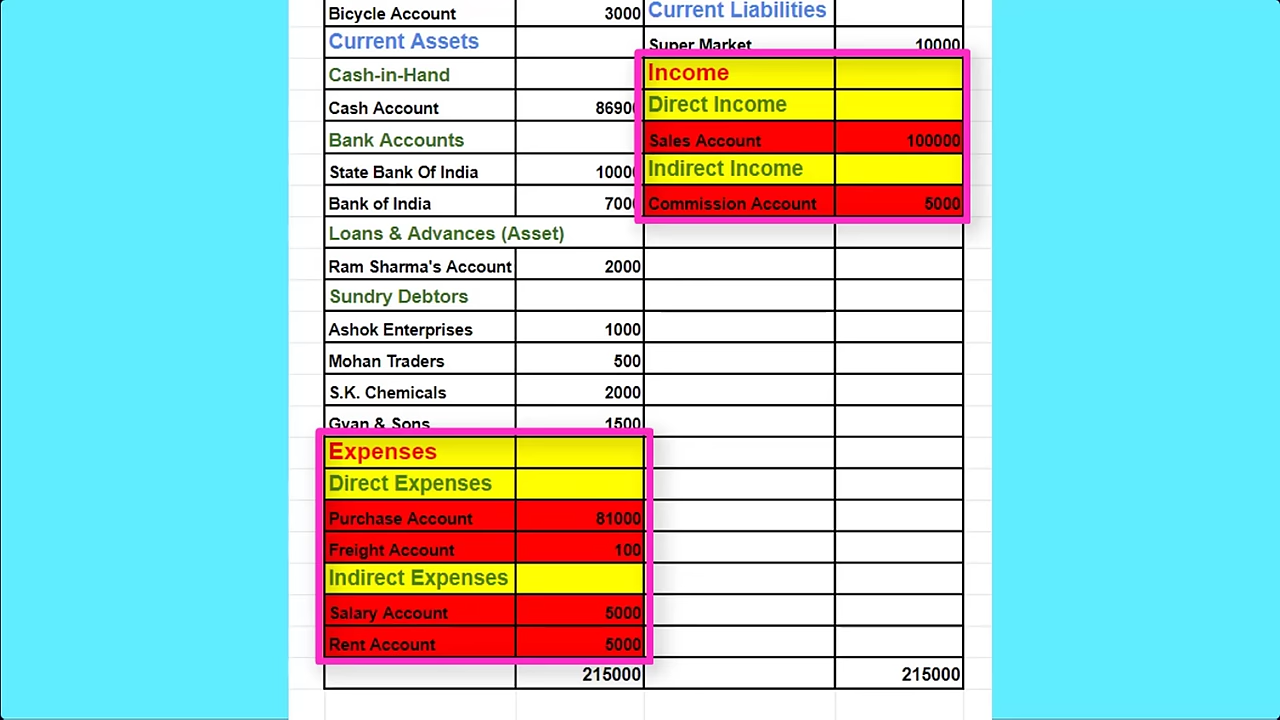 Bicycle Account 3000 Current Liabilities
Current Assets
Super Market 10000
Cash-in-Hand Income
Cash Account 86900 Direct Income
Bank Accounts Sales Account 100000
State Bank Of India 10000 Indirect Income
Bank of India 7000 Commission Account 5000
Loans & Advances (Asset)
Ram Sharma's Account 2000
Sundry Debtors
Ashok Enterprises 1000
Mohan Traders 500
S.K. Chemicals 2000
Gyan & Sons 1500
Expenses
Direct Expenses
Purchase Account 81000
Freight Account 100
Indirect Expenses
Salary Account 5000
Rent Account 5000
215000 215000